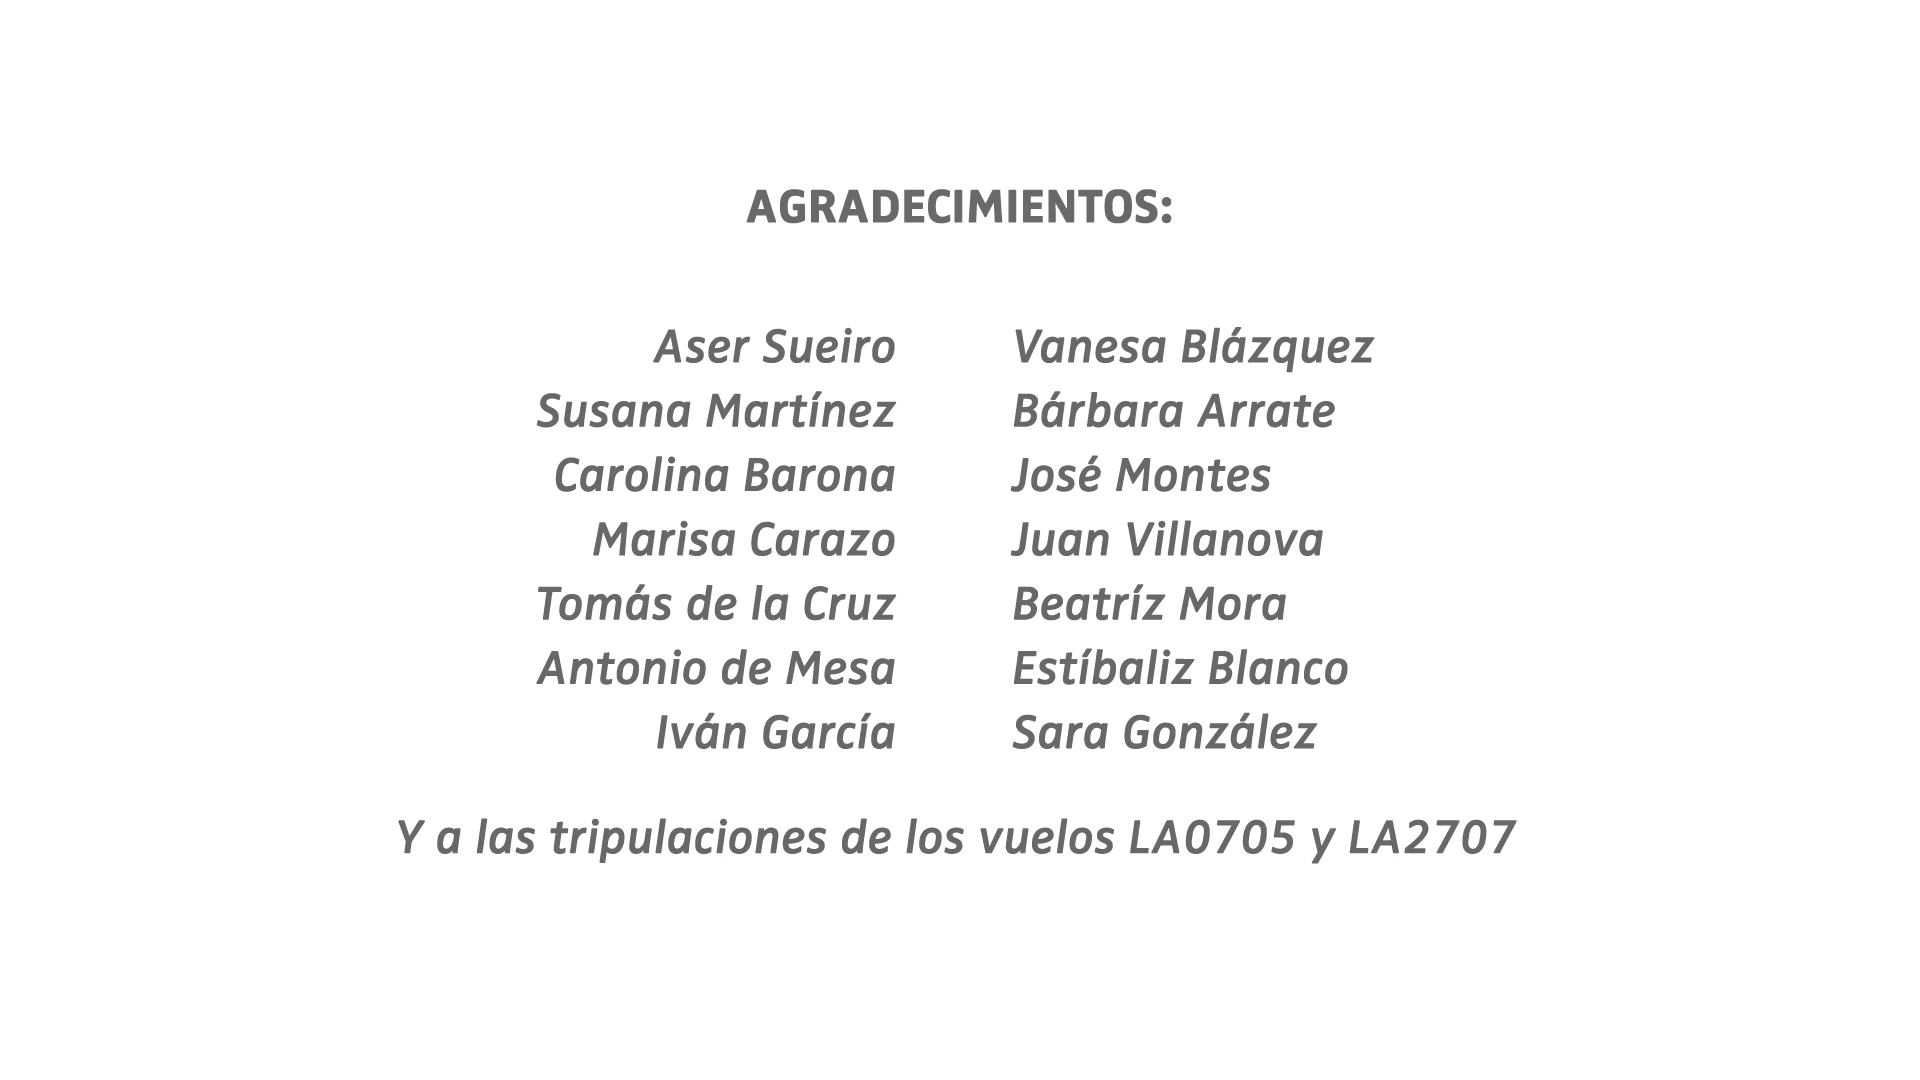 AGRADECIMIENTOS:
Aser Sueiro
Susana Martínez
Carolina Barona
Marisa Carazo
Tomás de la Cruz
Antonio de Mesa
Iván García
Vanesa Blázquez
Bárbara Arrate
José Montes
Juan Villanova
Beatríz Mora
Estíbaliz Blanco
Sara González
Y a las tripulaciones de los vuelos LA0705 y LA2707